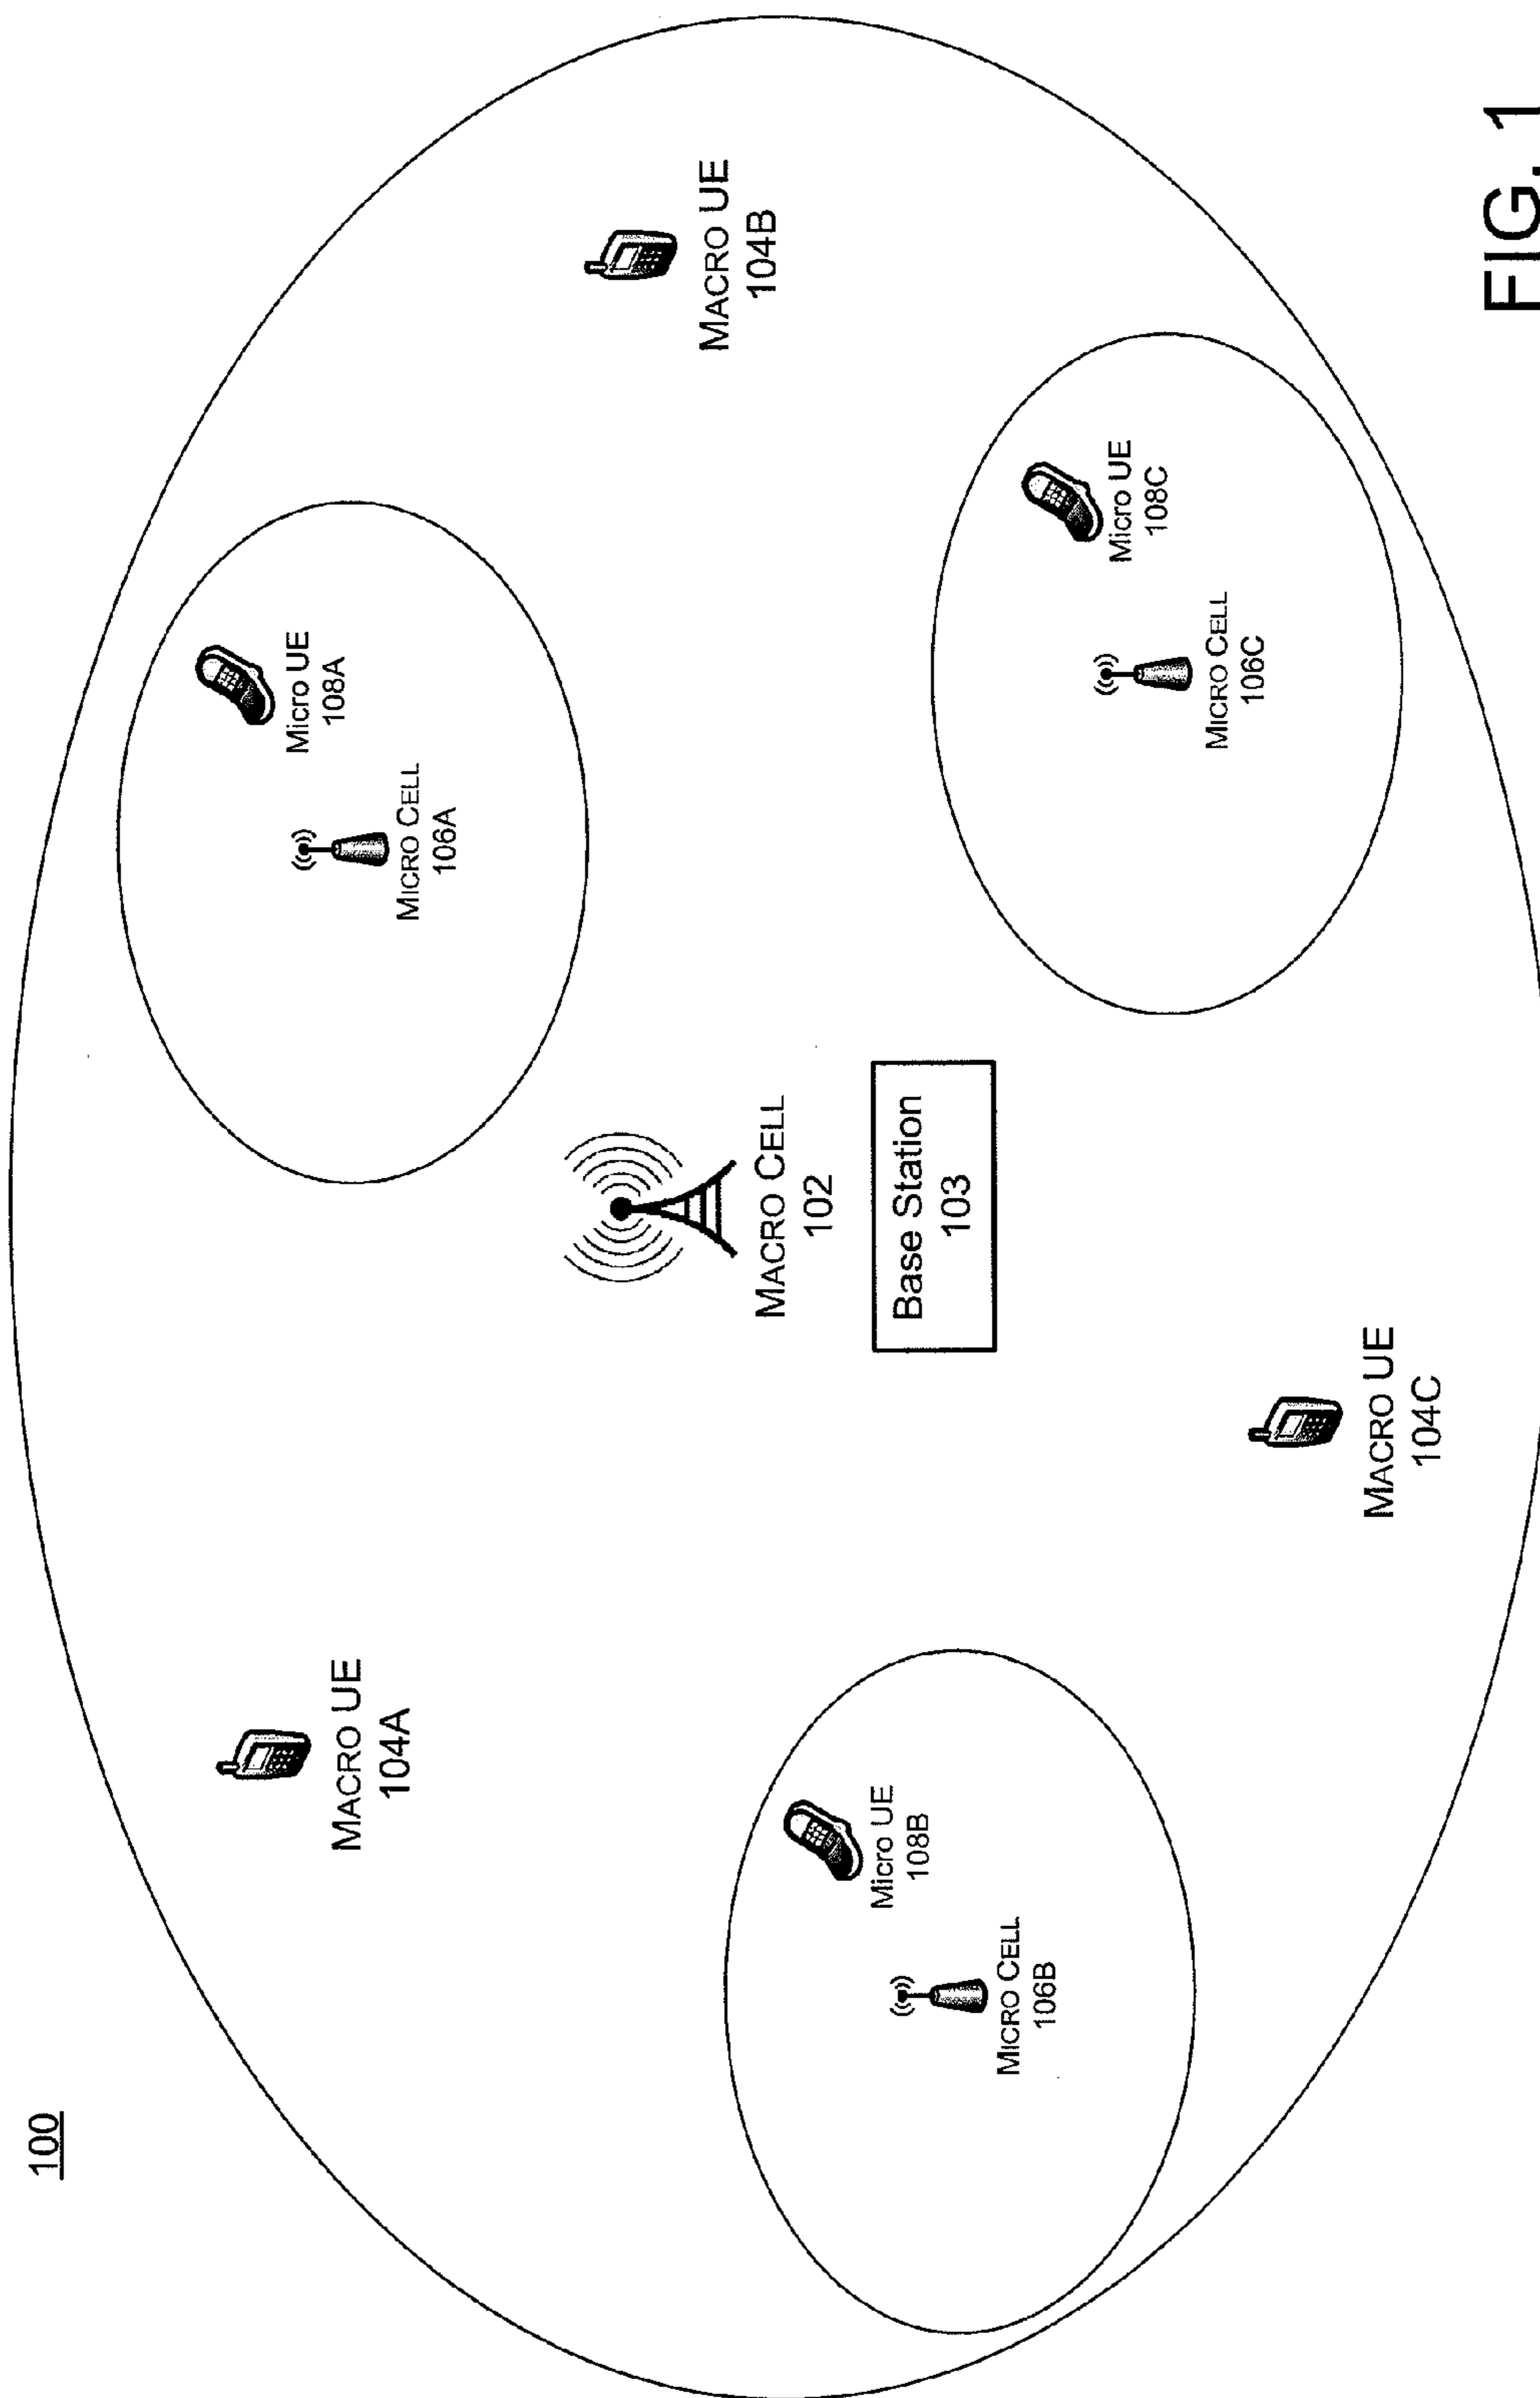 100
MACRO UE
104A
Micro UE
108A
MICRO CELL
106A
MACRO UE
104B
MACRO CELL
102
Base Station
103
Micro UE
108B
MICRO CELL
106B
Micro UE
108C
MICRO CELL
106C
MACRO UE
104C
FIG. 1